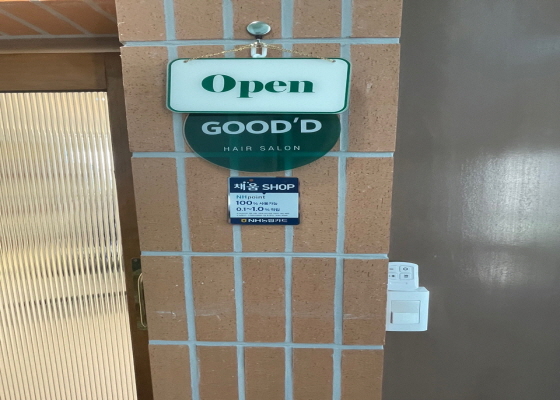 Open
GOOD'D
HAIR SALON
채움 SHOP
NHpoint
100% 사용가능
0.1~1.0% 적립
NH농협카드